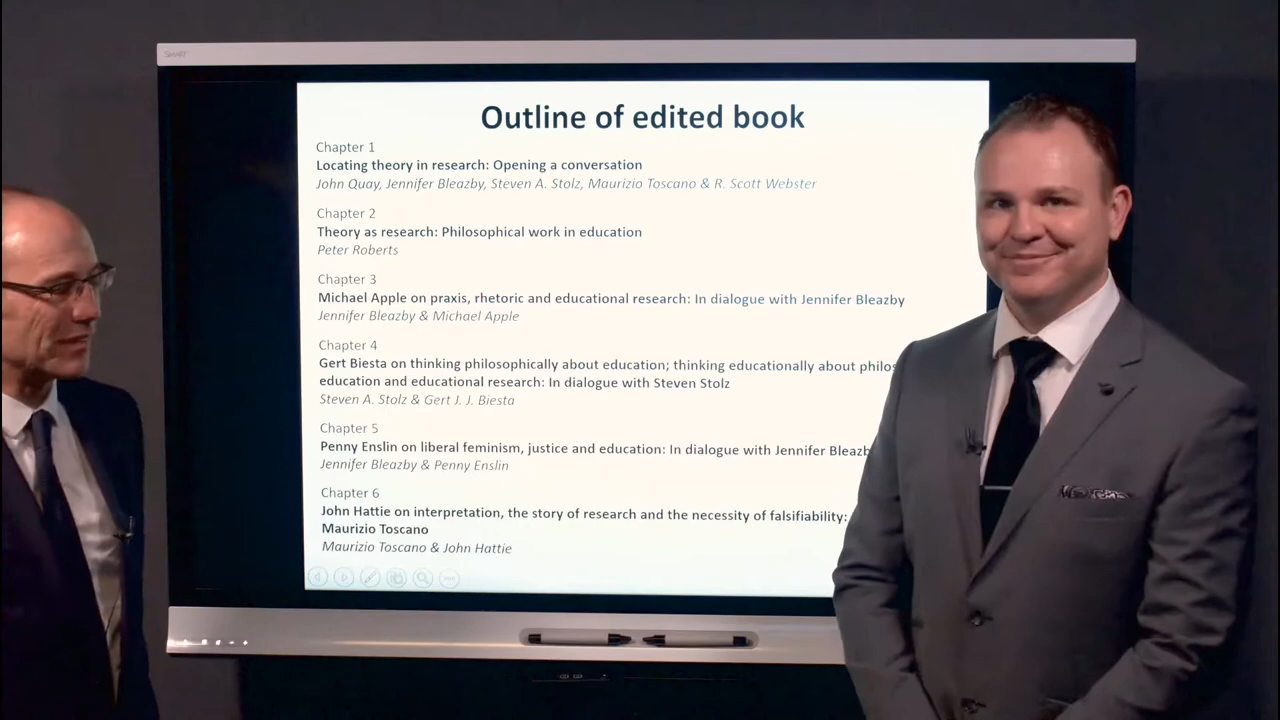 SMART
Outline of edited book
Chapter 1
Locating theory in research: Opening a conversation
John Quay, Jennifer Bleazby, Steven A. Stolz, Maurizio Toscano & R. Scott Webster
Chapter 2
Theory as research: Philosophical work in education
Peter Roberts
Chapter 3
Michael Apple on praxis, rhetoric and educational research: In dialogue with Jennifer Bleazby
Jennifer Bleazby & Michael Apple
Chapter 4
Gert Biesta on thinking philosophically about education; thinking educationally about philos
education and educational research: In dialogue with Steven Stolz
Steven A. Stolz & Gert J. J. Biesta
Chapter 5
Penny Enslin on liberal feminism, justice and education: In dialogue with Jennifer Bleazb
Jennifer Bleazby & Penny Enslin
Chapter 6
John Hattie on interpretation, the story of research and the necessity of falsifiability:
Maurizio Toscano
Maurizio Toscano & John Hattie